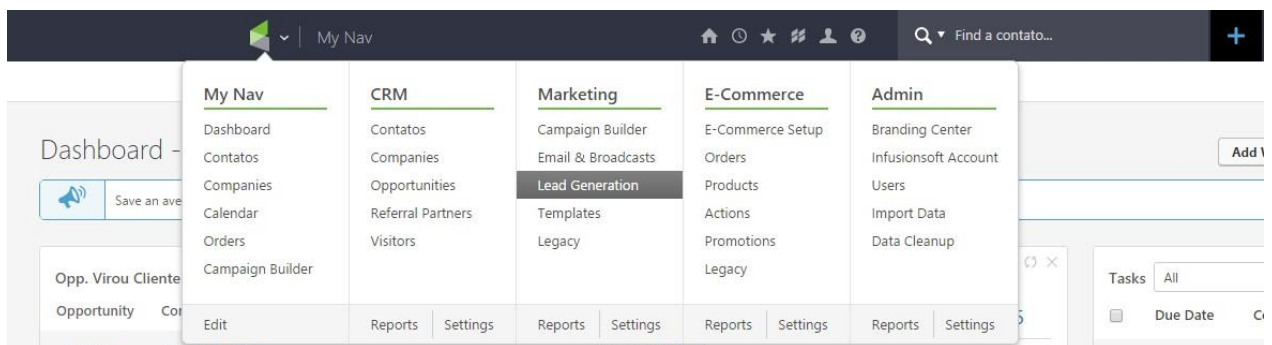 My Nav
Find a contato...
My Nav
Dashboard
Contatos
Companies
Calendar
Orders
Campaign Builder
Edit
CRM
Contatos
Companies
Opportunities
Referral Partners
Visitors
Reports Settings
Marketing
Campaign Builder
Email & Broadcasts
Lead Generation
Templates
Legacy
Reports Settings
E-Commerce
E-Commerce Setup
Orders
Products
Actions
Promotions
Legacy
Reports Settings
Admin
Branding Center
Infusionsoft Account
Users
Import Data
Data Cleanup
Reports Settings
Dashboard -
Add
Save an
Opp. Virou Cliente
Opportunity
Tasks All
Due Date